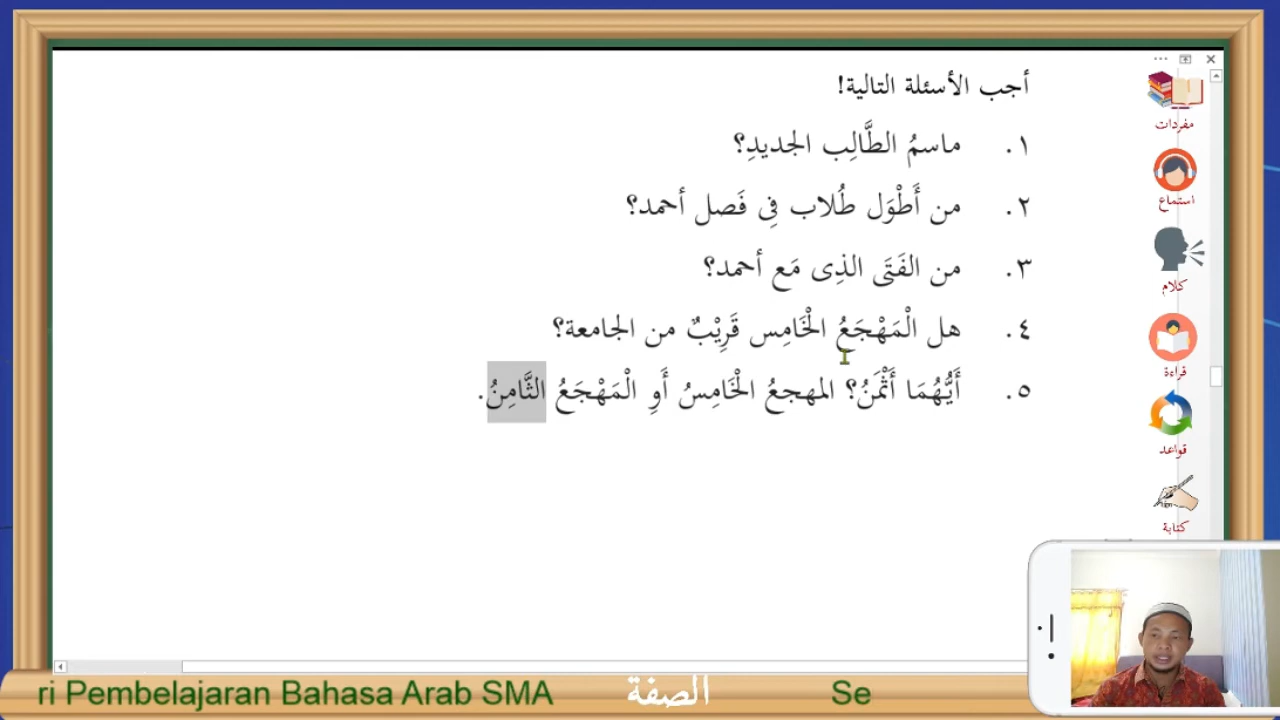 أجب الأسئلة التالية!
١. ماسمُ الطَّالِب الجديدِ؟
٢. من أَطْوَل طُلاب فِى فَصل أحمد؟
٣. من الفَتَى الذِى مَع أحمد؟
٤. هل الْمَهْجَعُ الْخَامِس قَرِيْبٌ من الجامعة؟
٥. أَيُّهُمَا أَثْمَنُ؟ المهجعُ الْخَامِسُ أَوِ الْمَهْجَعُ الثَّامِنُ.
مفردات
استماع
كلام
قراءة
قواعد
كتابة
ri Pembelajaran Bahasa Arab SMA الصفة Se